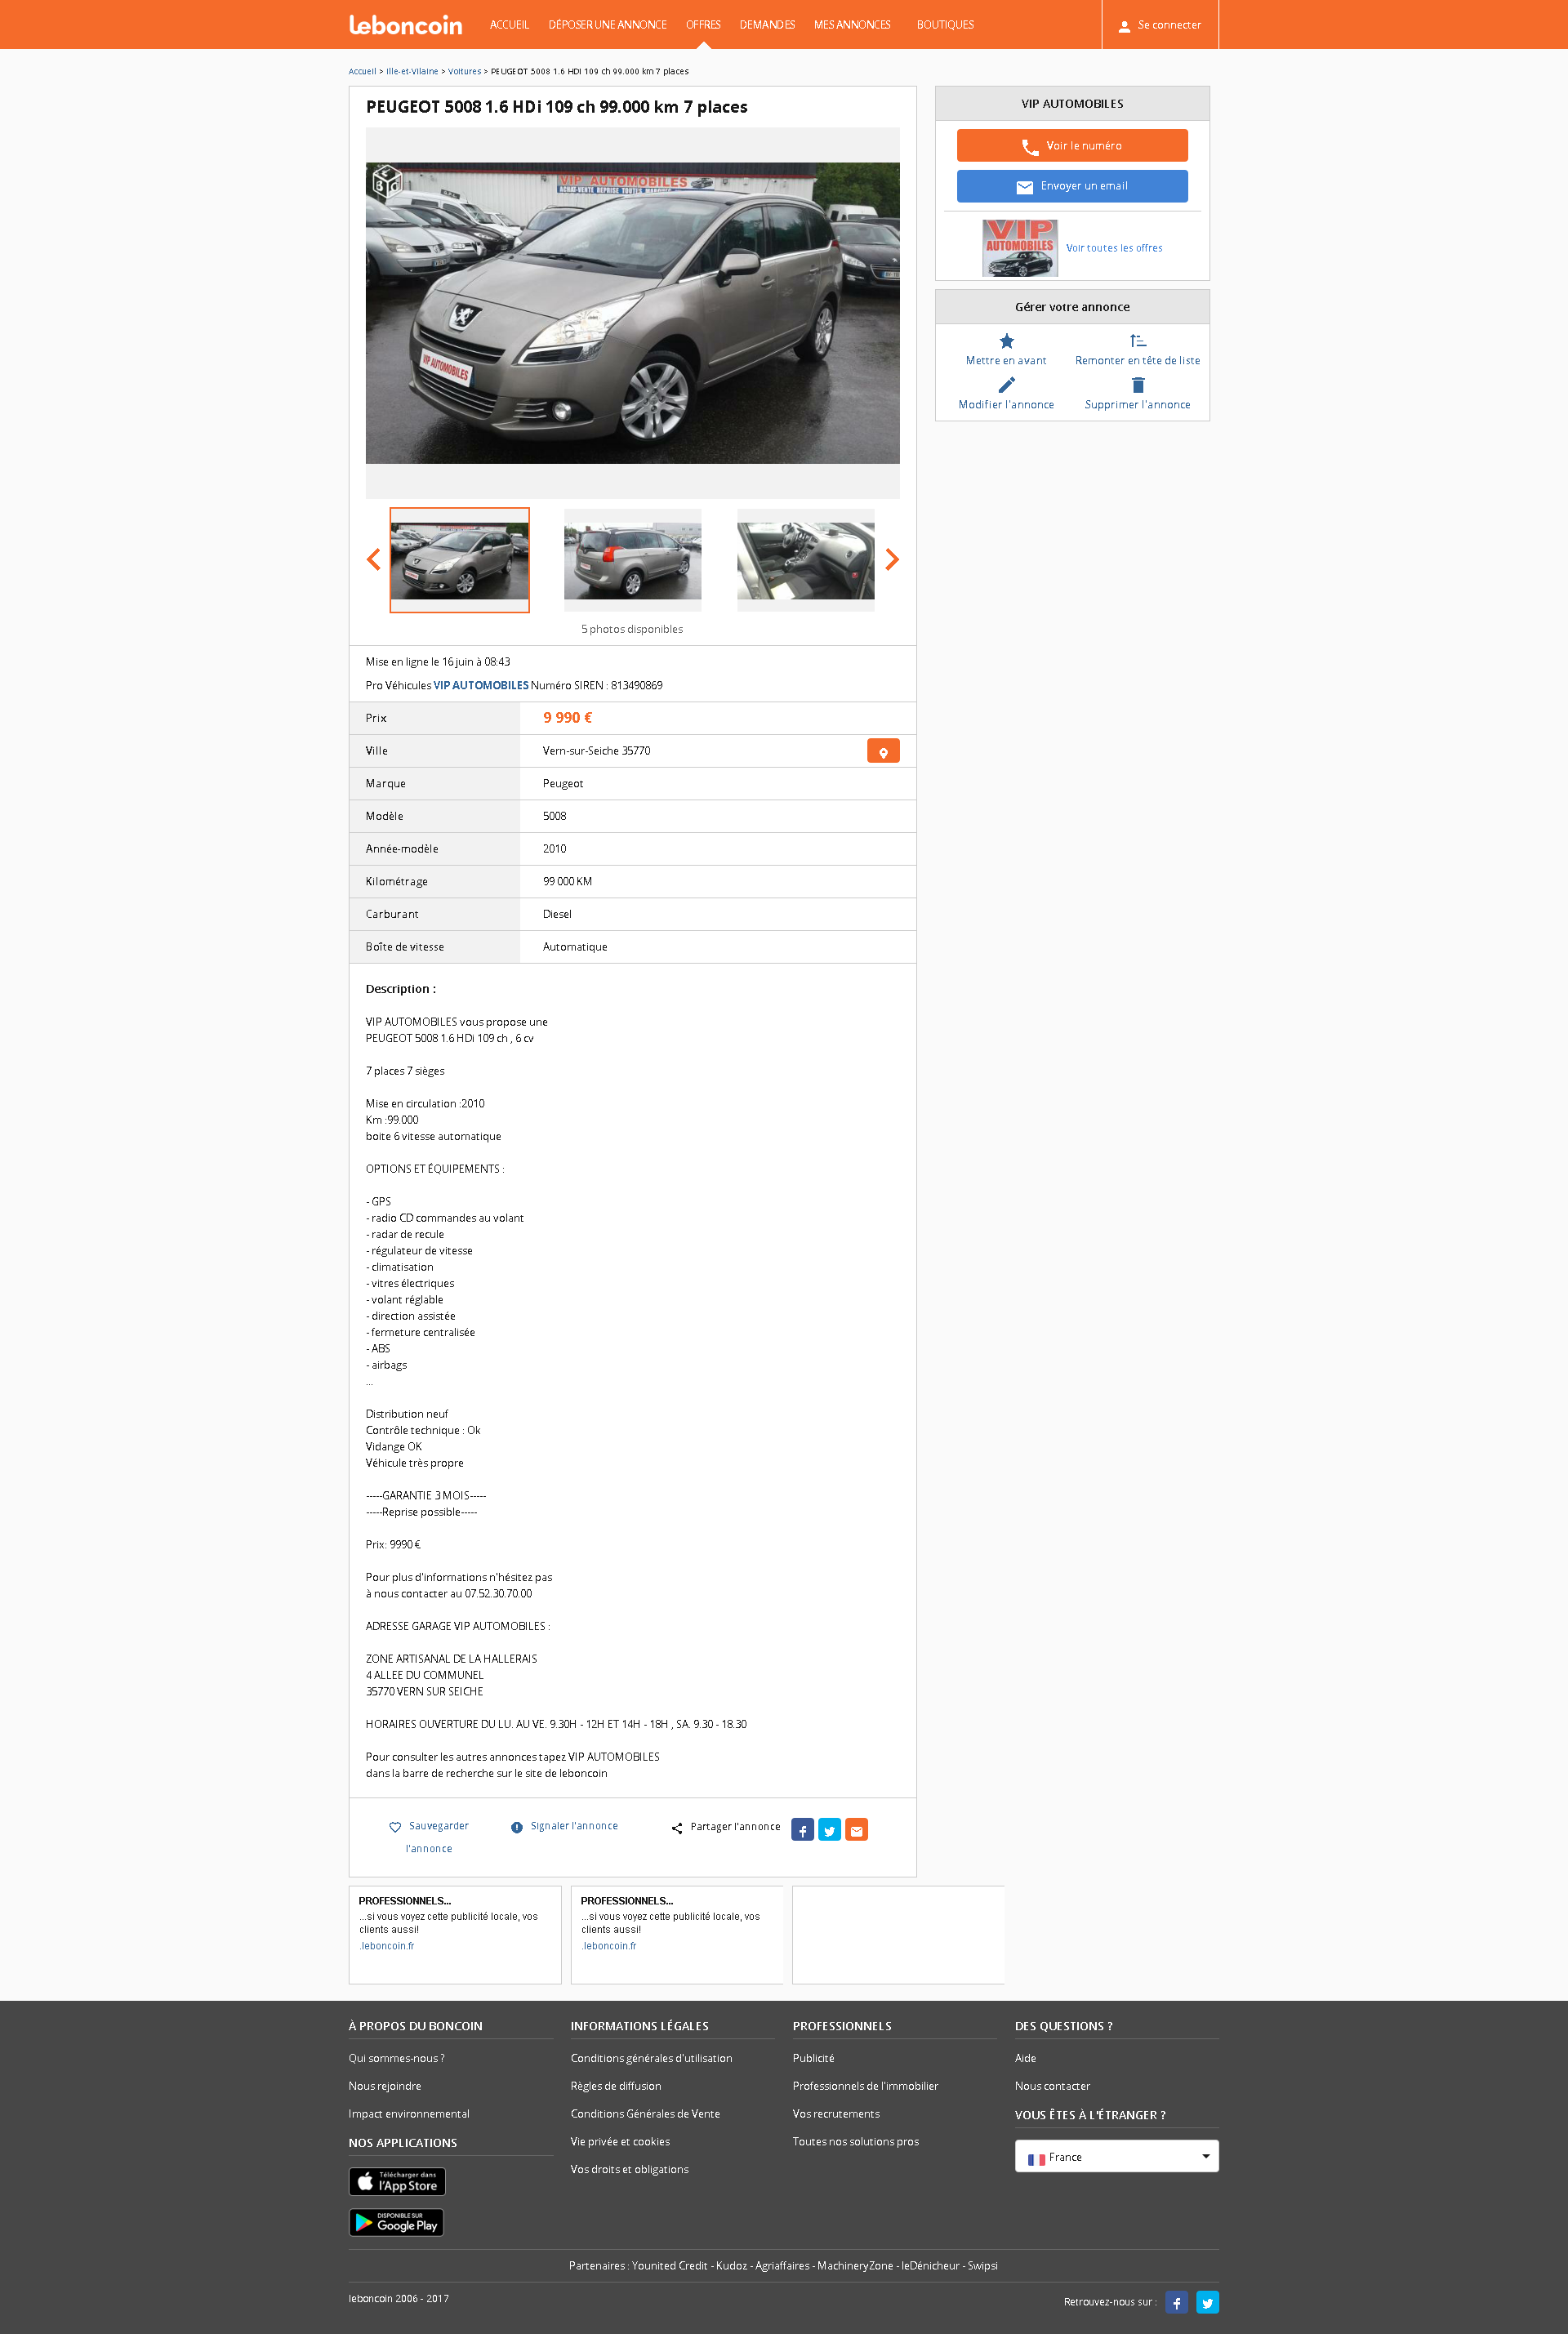 leboncoin
ACCUEIL DÉPOSER UNE ANNONCE OFFRES DEMANDES MES ANNONCES BOUTIQUES Se connecter
Accueil > Ille-et-Vilaine > Voitures > PEUGEOT 5008 1.6 HDi 109 ch 99.000 km 7 places
PEUGEOT 5008 1.6 HDi 109 ch 99.000 km 7 places
VIP AUTOMOBILES
ACHAT-VENTE REPRISE TOUTES MARQUES
VIP AUTOMOBILES
5 photos disponibles
Mise en ligne le 16 juin à 08:43
Pro Véhicules VIP AUTOMOBILES Numéro SIREN : 813490869
Prix 9 990 €
Ville Vern-sur-Seiche 35770
Marque Peugeot
Modèle 5008
Année-modèle 2010
Kilométrage 99 000 KM
Carburant Diesel
Boîte de vitesse Automatique
Description :
VIP AUTOMOBILES vous propose une
PEUGEOT 5008 1.6 HDi 109 ch , 6 cv
7 places 7 sièges
Mise en circulation :2010
Km :99.000
boite 6 vitesse automatique
OPTIONS ET ÉQUIPEMENTS :
- GPS
- radio CD commandes au volant
- radar de recule
- régulateur de vitesse
- climatisation
- vitres électriques
- volant réglable
- direction assistée
- fermeture centralisée
- ABS
- airbags
...
Distribution neuf
Contrôle technique : Ok
Vidange OK
Véhicule très propre
-----GARANTIE 3 MOIS-----
-----Reprise possible-----
Prix: 9990 €
Pour plus d'informations n'hésitez pas
à nous contacter au 07.52.30.70.00
ADRESSE GARAGE VIP AUTOMOBILES :
ZONE ARTISANAL DE LA HALLERAIS
4 ALLEE DU COMMUNEL
35770 VERN SUR SEICHE
HORAIRES OUVERTURE DU LU. AU VE. 9.30H - 12H ET 14H - 18H , SA. 9.30 - 18.30
Pour consulter les autres annonces tapez VIP AUTOMOBILES
dans la barre de recherche sur le site de leboncoin
Sauvegarder
l'annonce
Signaler l'annonce
Partager l'annonce
VIP AUTOMOBILES
Voir le numéro
Envoyer un email
VIP
AUTOMOBILES
Voir toutes les offres
Gérer votre annonce
Mettre en avant Remonter en tête de liste
Modifier l'annonce Supprimer l'annonce
PROFESSIONNELS...
...si vous voyez cette publicité locale, vos
clients aussi!
.leboncoin.fr
PROFESSIONNELS...
...si vous voyez cette publicité locale, vos
clients aussi!
.leboncoin.fr
À PROPOS DU BONCOIN
Qui sommes-nous ?
Nous rejoindre
Impact environnemental
NOS APPLICATIONS
Télécharger dans
l'App Store
DISPONIBLE SUR
Google Play
INFORMATIONS LÉGALES
Conditions générales d'utilisation
Règles de diffusion
Conditions Générales de Vente
Vie privée et cookies
Vos droits et obligations
PROFESSIONNELS
Publicité
Professionnels de l'immobilier
Vos recrutements
Toutes nos solutions pros
DES QUESTIONS ?
Aide
Nous contacter
VOUS ÊTES À L'ÉTRANGER ?
France
Partenaires : Younited Credit - Kudoz - Agriaffaires - MachineryZone - leDénicheur - Swipsi
leboncoin 2006 - 2017
Retrouvez-nous sur :